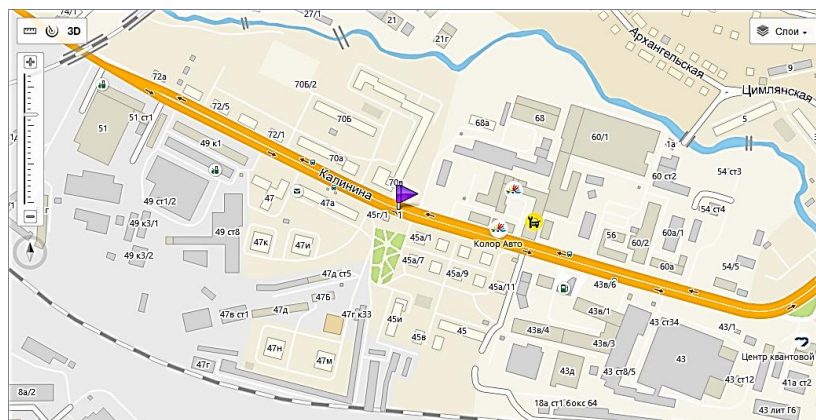 74/1
27/1
21
21г
3D
Слои
Архангельская
Цимлянская
9
5
72а
70Б/2
51
51 ст1
72/5
70Б
72/1
68а
68
60/1
49 к1
70а
60 ст2
54 ст3
54 ст4
Калинина
49 ст1/2
47
47а
45г/1
1
49 к3/1
49 ст8
49 к3/2
47к
47и
45а/1
45а/7
45а/9
45а/11
Колор Авто
56
60/2
60а/1
60а
54/5
47д ст5
47в ст1
47д
47Б
47г к33
43в/6
43в/1
43в/4
43в/3
43 ст34
43/1
45и
45в
45
47н
47м
47г
43д
43 ст8/5
43
43 ст12
Центр квантовой
41а ст2
8а/2
18а ст1 бокс 64
43 лит Г6